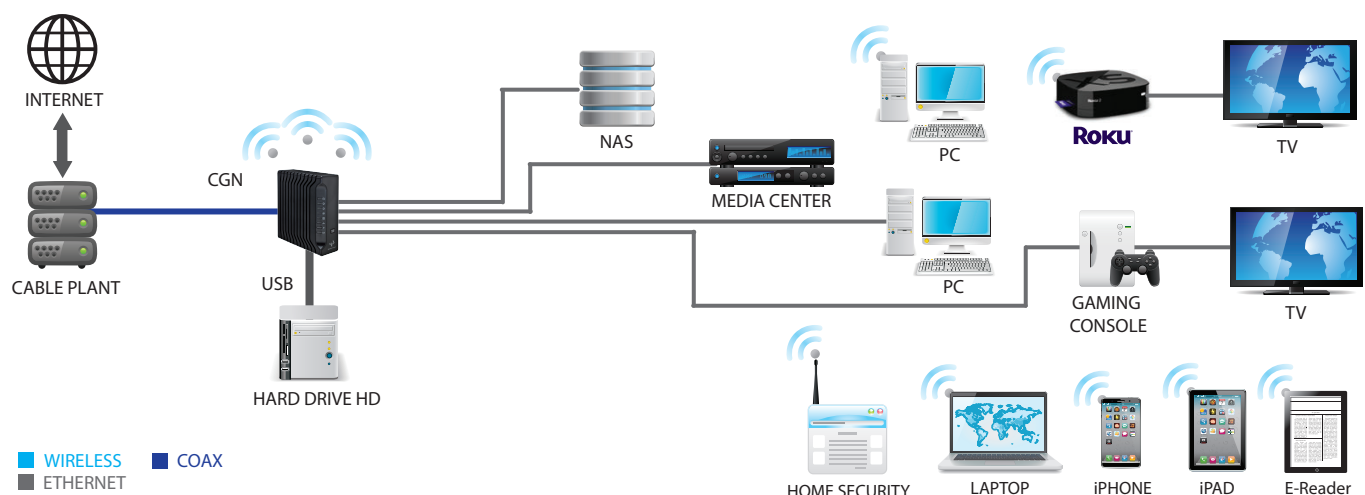 INTERNET
CGN
NAS
MEDIA CENTER
PC
ROKU
TV
CABLE PLANT
USB
PC
GAMING
CONSOLE
TV
HARD DRIVE HD
WIRELESS
COAX
ETHERNET
HOME SECURITY
LAPTOP
iPHONE
iPAD
E-Reader